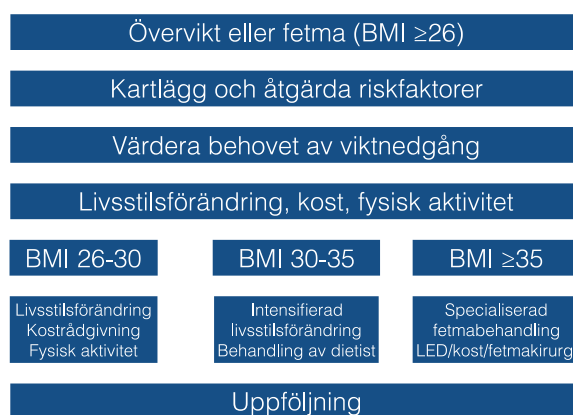 Övervikt eller fetma (BMI ≥26)
Kartlägg och åtgärda riskfaktorer
Värdera behovet av viktnedgång
Livsstilsförändring, kost, fysisk aktivitet
BMI 26-30
Livsstilsförändring
Kostrådgivning
Fysisk aktivitet
BMI 30-35
Intensifierad
livsstilsförändring
Behandling av dietist
BMI ≥35
Specialiserad
fetmabehandling
LED/kost/fetmakirurg
Uppföljning